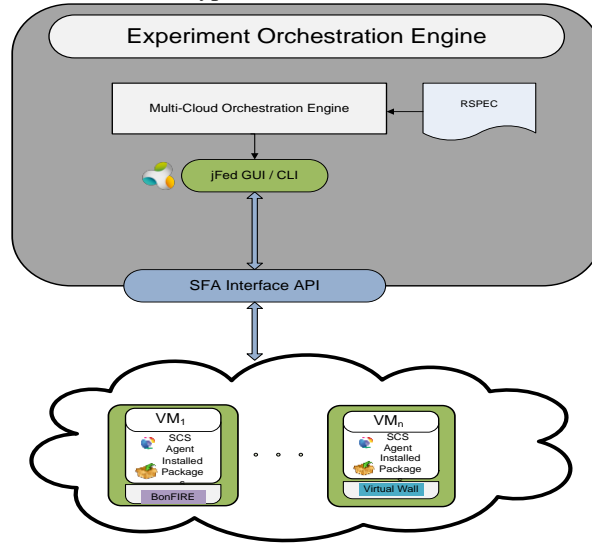 Experiment Orchestration Engine
Multi-Cloud Orchestration Engine
RSPEC
jFed GUI / CLI
SFA Interface API
VM1
SCS
Agent
Installed
Package
BonFIRE
VMn
SCS
Agent
Installed
Package
Virtual Wall